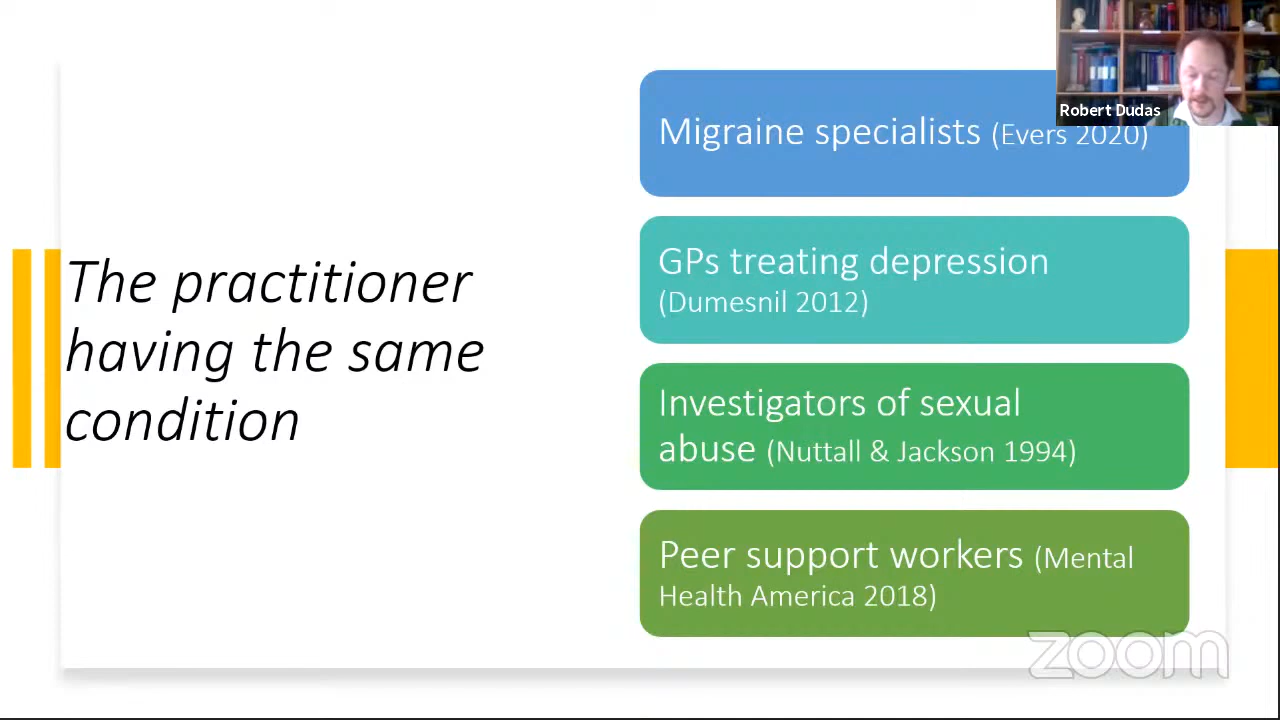 The practitioner
having the same
condition
Migraine specialists (Evers 2020)
GPs treating depression
(Dumesnil 2012)
Investigators of sexual
abuse (Nuttall & Jackson 1994)
Peer support workers (Mental
Health America 2018)
Robert Dudas
zoom